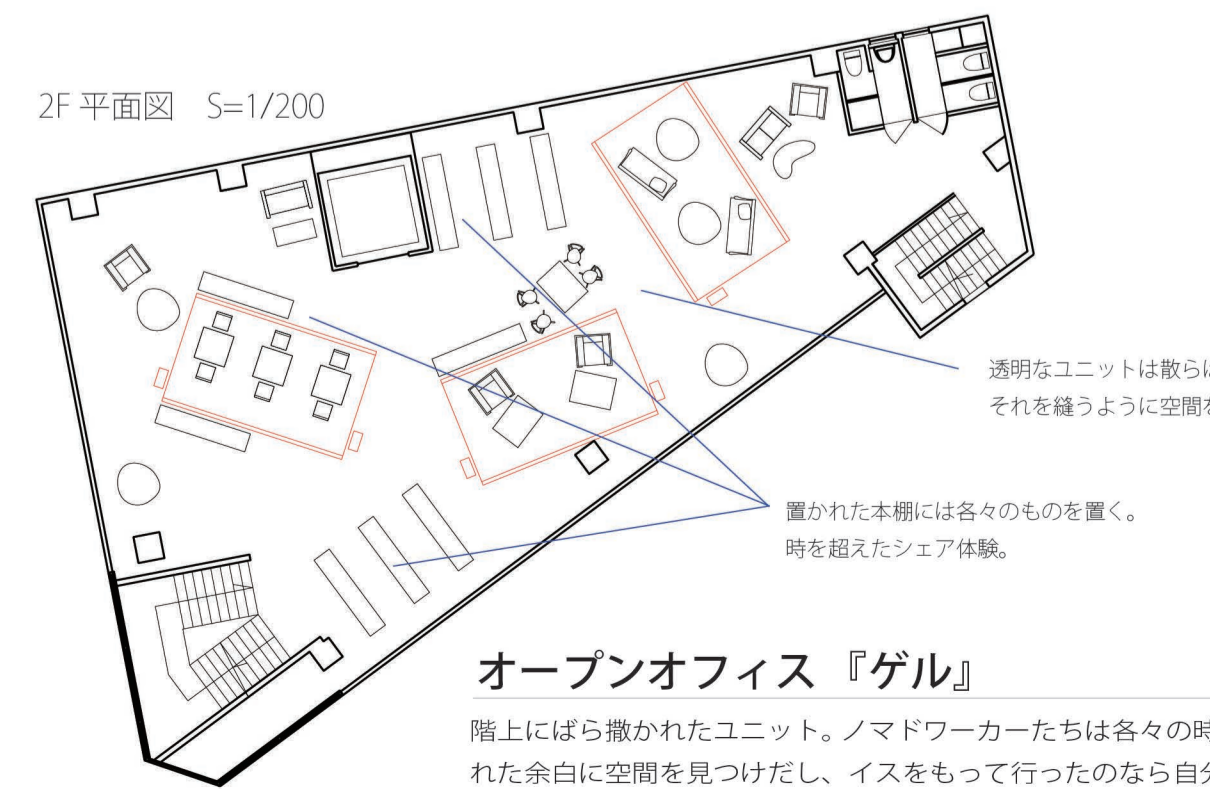 2F 平面図 S=1/200
透明なユニットは散らば
それを縫うように空間を
置かれた本棚には各々のものを置く。
時を超えたシェア体験。
オープンオフィス『ゲル』
階上にばら撒かれたユニット。ノマドワーカーたちは各々の時
れた余白に空間を見つけだし、イスをもって行ったのなら自分